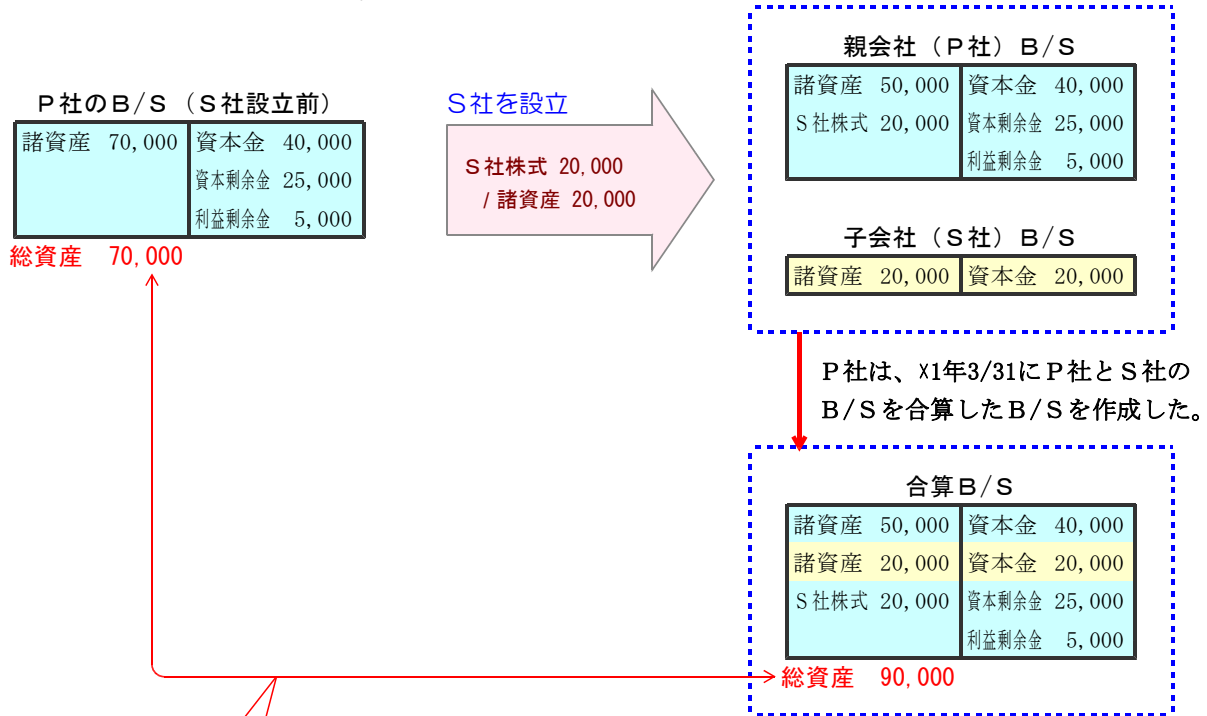 P社のB/S（S社設立前）
諸資産 70,000 資本金 40,000
資本剰余金 25,000
利益剰余金 5,000
総資産 70,000
S社を設立
S社株式 20,000
/ 諸資産 20,000
親会社（P社）B/S
諸資産 50,000 資本金 40,000
S社株式 20,000 資本剰余金 25,000
利益剰余金 5,000
子会社（S社）B/S
諸資産 20,000 資本金 20,000
P社は、X1年3/31にP社とS社の
B/Sを合算したB/Sを作成した。
合算B/S
諸資産 50,000 資本金 40,000
諸資産 20,000 資本金 20,000
S社株式 20,000 資本剰余金 25,000
利益剰余金 5,000
総資産 90,000